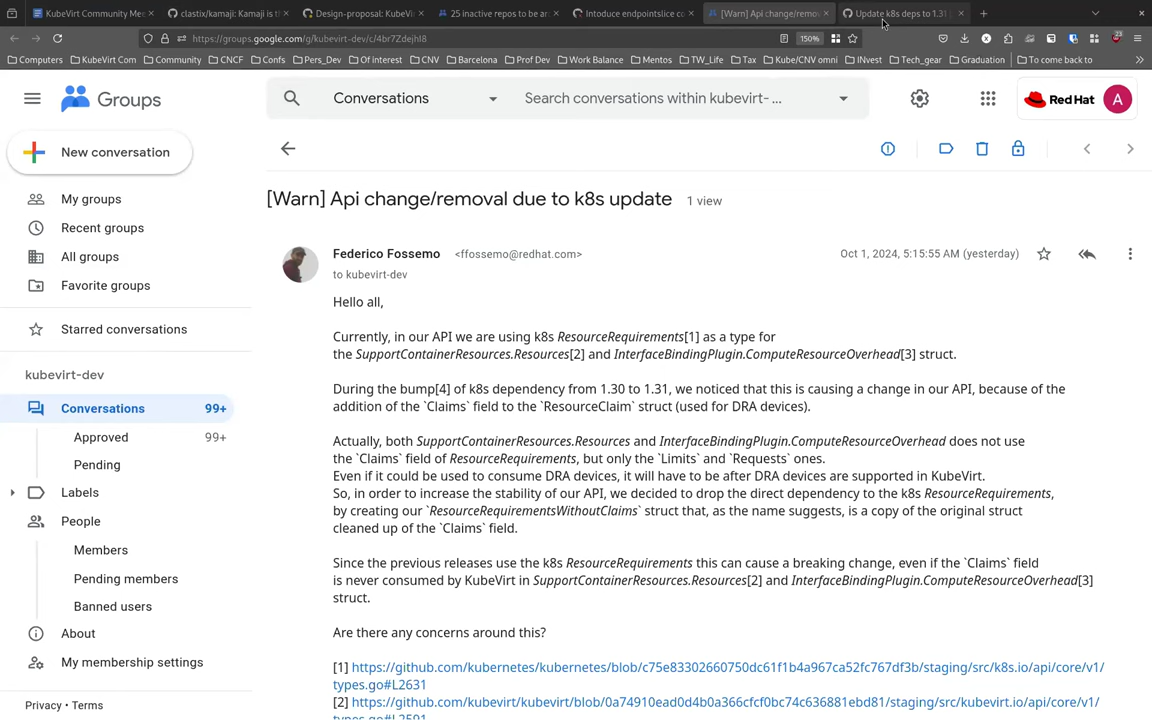 KubeVirt Community Mee
clastix/kamaji: Kamaji is t
Design-proposal: KubeVi
25 inactive repos to be ar
Intoduce endpointslice co
[Warn] Api change/remov
Update k8s deps to 1.31
https://groups.google.com/g/kubevirt-dev/c/4br7Zdejhl8
150%
23
Computers
KubeVirt Com
Community
CNCF
Confs
Pers_Dev
Of interest
CNV
Barcelona
Prof Dev
Work Balance
Mentos
TW_Life
Tax
Kube/CNV omni
INvest
Tech_gear
Graduation
To come back to
Groups
Conversations
Search conversations within kubevirt- ...
Red Hat
A
New conversation
My groups
Recent groups
All groups
Favorite groups
Starred conversations
kubevirt-dev
Conversations 99+
Approved 99+
Pending
Labels
People
Members
Pending members
Banned users
About
My membership settings
Privacy • Terms
[Warn] Api change/removal due to k8s update 1 view
Federico Fossemo <ffossemo@redhat.com> Oct 1, 2024, 5:15:55 AM (yesterday)
to kubevirt-dev
Hello all,
Currently, in our API we are using k8s ResourceRequirements[1] as a type for
the SupportContainerResources.Resources[2] and InterfaceBindingPlugin.ComputeResourceOverhead[3] struct.
During the bump[4] of k8s dependency from 1.30 to 1.31, we noticed that this is causing a change in our API, because of the
addition of the `Claims` field to the `ResourceClaim` struct (used for DRA devices).
Actually, both SupportContainerResources.Resources and InterfaceBindingPlugin.ComputeResourceOverhead does not use
the `Claims` field of ResourceRequirements, but only the `Limits` and `Requests` ones.
Even if it could be used to consume DRA devices, it will have to be after DRA devices are supported in KubeVirt.
So, in order to increase the stability of our API, we decided to drop the direct dependency to the k8s ResourceRequirements,
by creating our `ResourceRequirementsWithoutClaims` struct that, as the name suggests, is a copy of the original struct
cleaned up of the `Claims` field.
Since the previous releases use the k8s ResourceRequirements this can cause a breaking change, even if the `Claims` field
is never consumed by KubeVirt in SupportContainerResources.Resources[2] and InterfaceBindingPlugin.ComputeResourceOverhead[3]
struct.
Are there any concerns around this?
[1] https://github.com/kubernetes/kubernetes/blob/c75e83302660750dc61f1b4a967ca52fc767df3b/staging/src/k8s.io/api/core/v1/
types.go#L2631
[2] https://github.com/kubevirt/kubevirt/blob/0a74910ead0d4b0a366cfcf0bc74c636881ebd81/staging/src/kubevirt.io/api/core/v1/
types.go#L2591